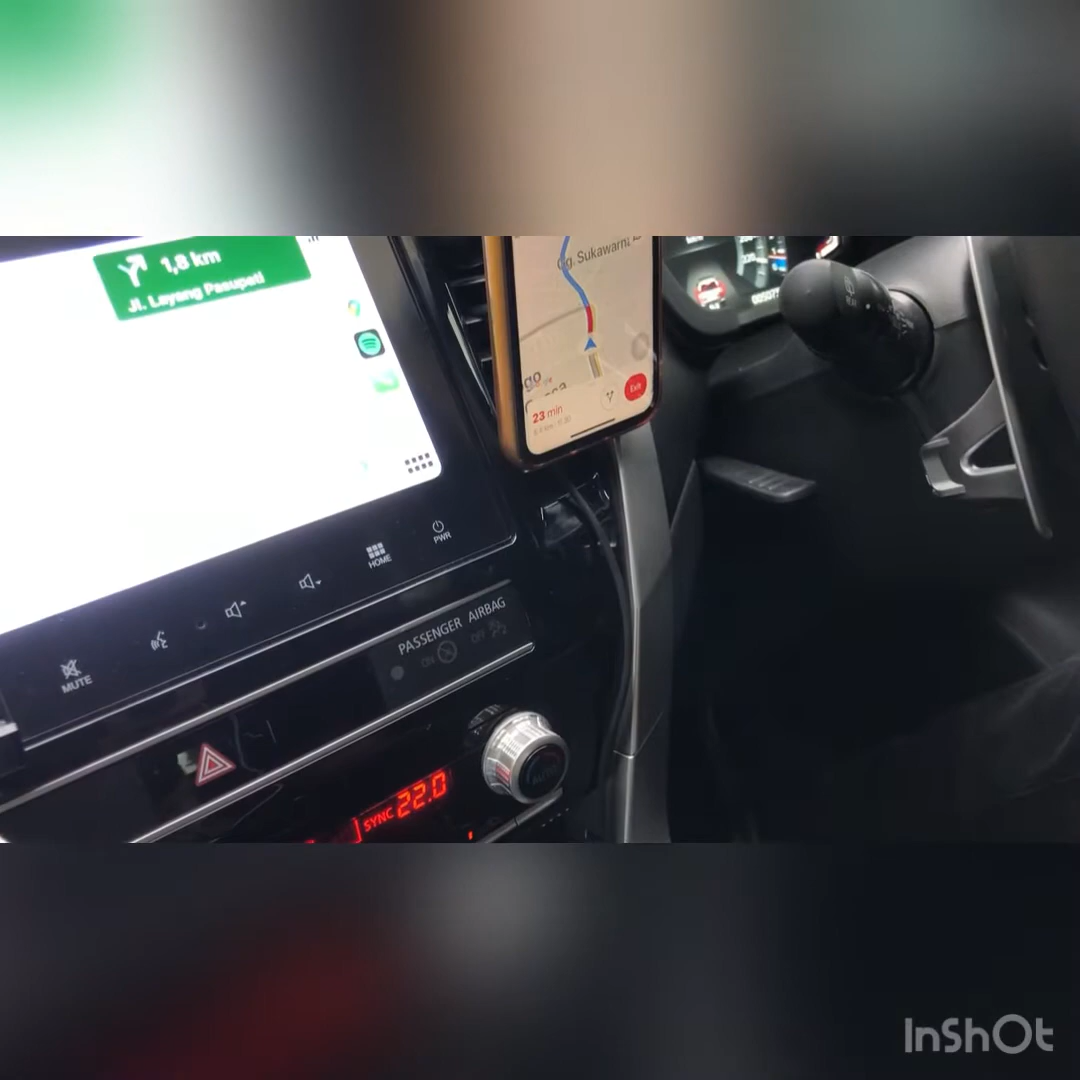 1,8 km
Jl. Layang Pasupati
Gg. Sukawarni
23 min
Exit
PWR
HOME
MUTE
PASSENGER AIRBAG
ON
OFF
SYNC 22.0
InShOt